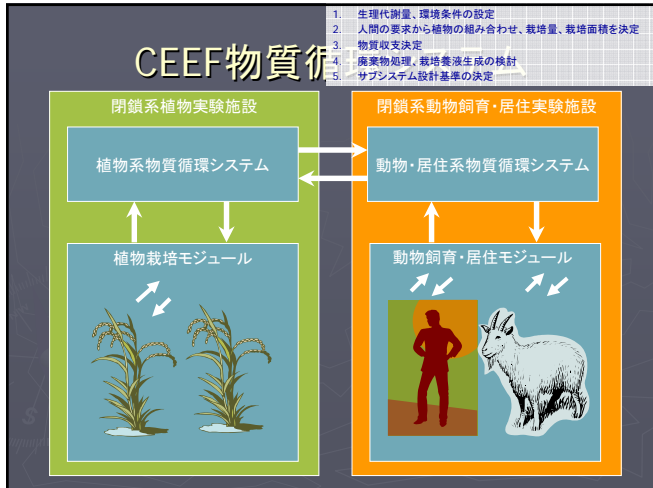 1. 生理代謝量、環境条件の設定
2. 人間の要求から植物の組み合わせ、栽培量、栽培面積を決定
3. 物質収支決定
4. 廃棄物処理、栽培養液生成の検討
5. サブシステム設計基準の決定
CEEF物質循環システム
閉鎖系植物実験施設
閉鎖系動物飼育・居住実験施設
植物系物質循環システム
動物・居住系物質循環システム
植物栽培モジュール
動物飼育・居住モジュール